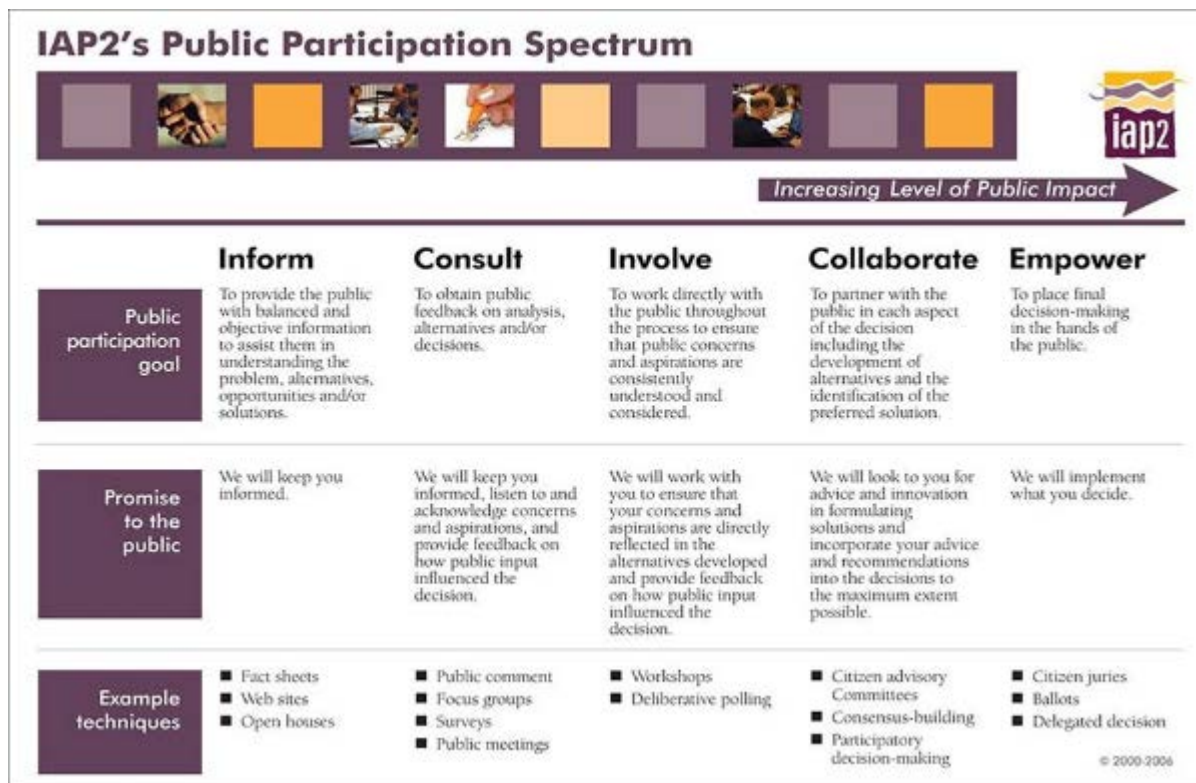 IAP2's Public Participation Spectrum
iap2
Increasing Level of Public Impact
Inform
Consult
Involve
Collaborate
Empower
Public
participation
goal
To provide the public
with balanced and
objective information
to assist them in
understanding the
problem, alternatives,
opportunities and/or
solutions.
To obtain public
feedback on analysis,
alternatives and/or
decisions.
To work directly with
the public throughout
the process to ensure
that public concerns
and aspirations are
consistently
understood and
considered.
To partner with the
public in each aspect
of the decision
including the
development of
alternatives and the
identification of the
preferred solution.
To place final
decision-making
in the hands of
the public.
Promise
to the
public
We will keep you
informed.
We will keep you
informed, listen to and
acknowledge concerns
and aspirations, and
provide feedback on
how public input
influenced the
decision.
We will work with
you to ensure that
your concerns and
aspirations are directly
reflected in the
alternatives developed
and provide feedback
on how public input
influenced the
decision.
We will look to you for
advice and innovation
in formulating
solutions and
incorporate your advice
and recommendations
into the decisions to
the maximum extent
possible.
We will implement
what you decide.
Example
techniques
■ Fact sheets
■ Web sites
■ Open houses
■ Public comment
■ Focus groups
■ Surveys
■ Public meetings
■ Workshops
■ Deliberative polling
■ Citizen advisory
Committees
■ Consensus-building
■ Participatory
decision-making
■ Citizen juries
■ Ballots
■ Delegated decision
© 2000-2006